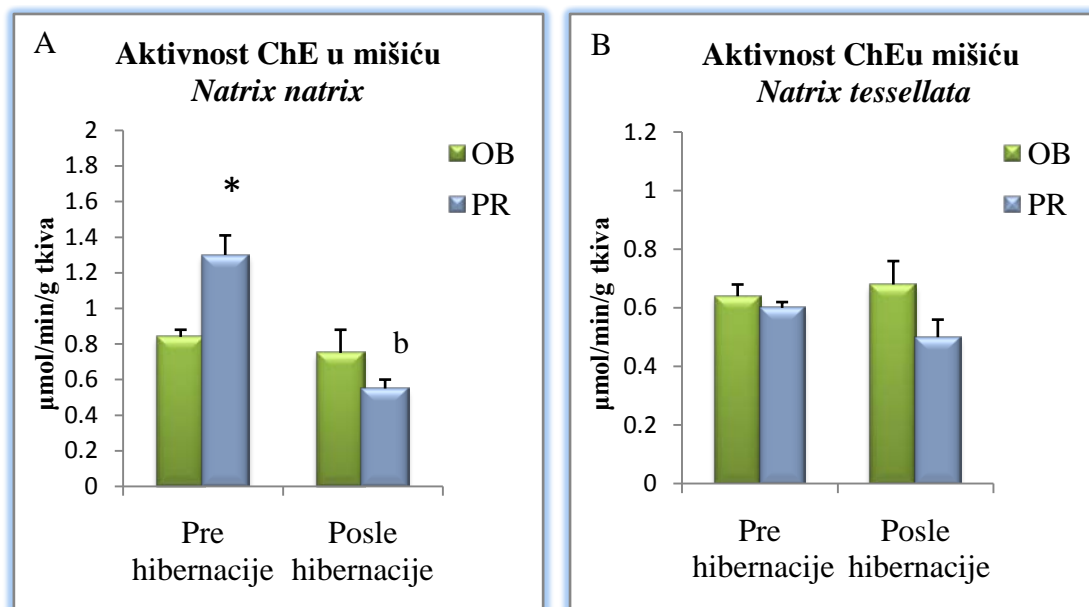 A
Aktivnost ChE u mišiću
Natrix natrix
µmol/min/g tkiva
2
1.8
1.6
1.4
1.2
1
0.8
0.6
0.4
0.2
0
*
b
OB
PR
Pre hibernacije
Posle hibernacije
B
Aktivnost ChEu mišiću
Natrix tessellata
µmol/min/g tkiva
1.2
1
0.8
0.6
0.4
0.2
0
OB
PR
Pre
hibernacije
Posle
hibernacije